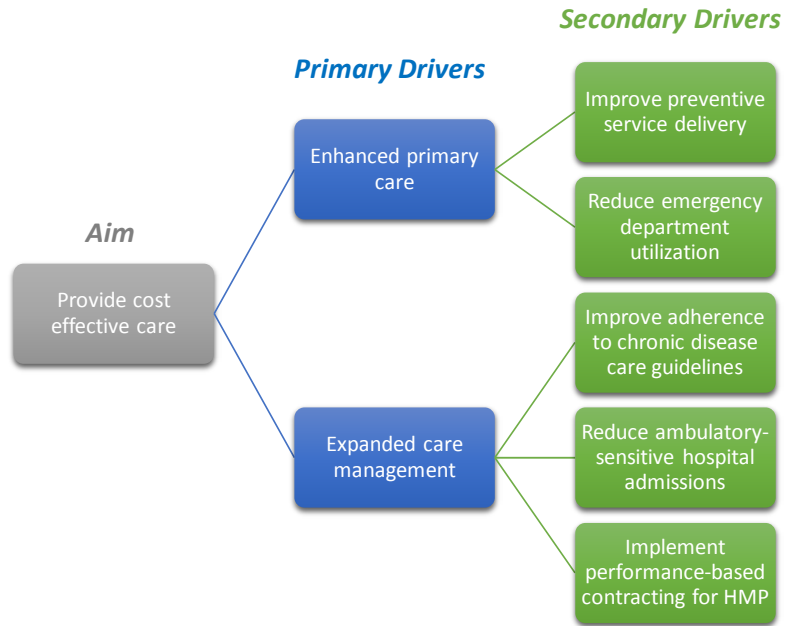 Secondary Drivers
Primary Drivers
Aim
Provide cost
effective care
Enhanced primary
care
Expanded care
management
Improve preventive
service delivery
Reduce emergency
department
utilization
Improve adherence
to chronic disease
care guidelines
Reduce ambulatory-
sensitive hospital
admissions
Implement
performance-based
contracting for HMP